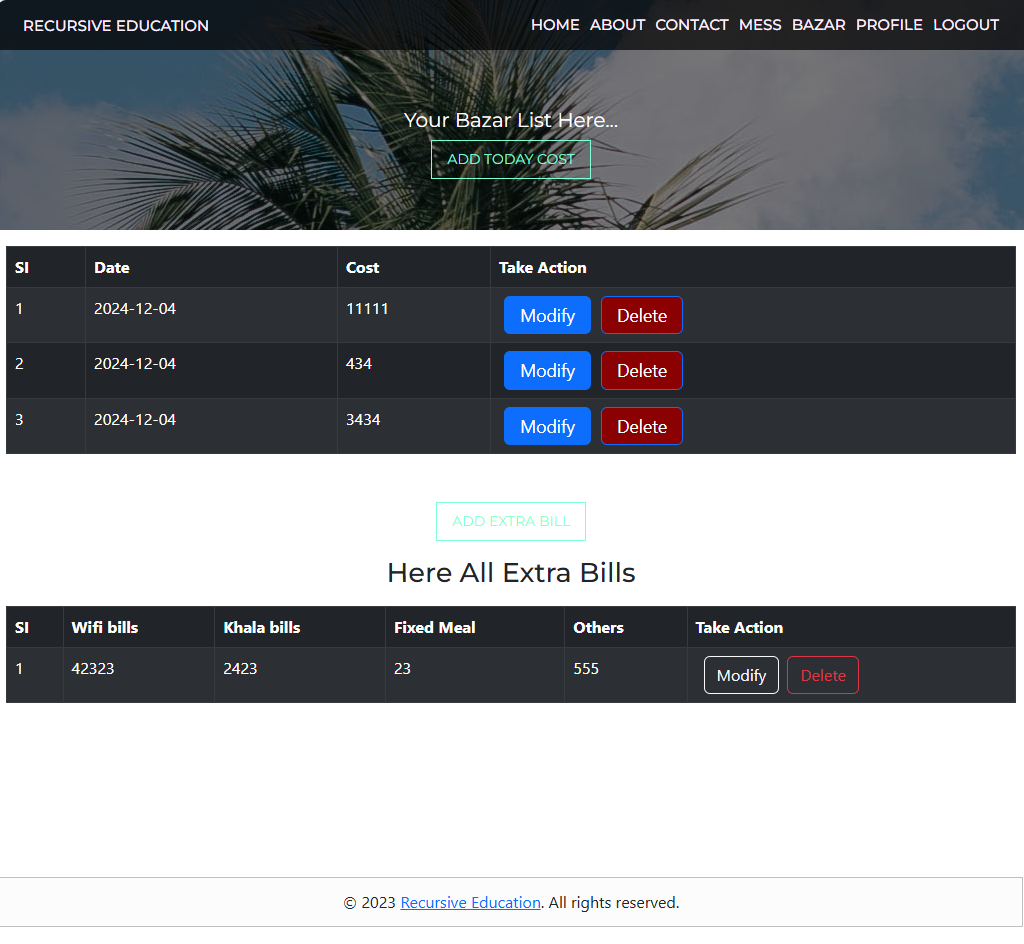 RECURSIVE EDUCATION HOME ABOUT CONTACT MESS BAZAR PROFILE LOGOUT
Your Bazar List Here...
ADD TODAY COST
SI Date Cost Take Action
1 2024-12-04 11111 Modify Delete
2 2024-12-04 434 Modify Delete
3 2024-12-04 3434 Modify Delete
ADD EXTRA BILL
Here All Extra Bills
SI Wifi bills Khala bills Fixed Meal Others Take Action
1 42323 2423 23 555 Modify Delete
© 2023 Recursive Education. All rights reserved.